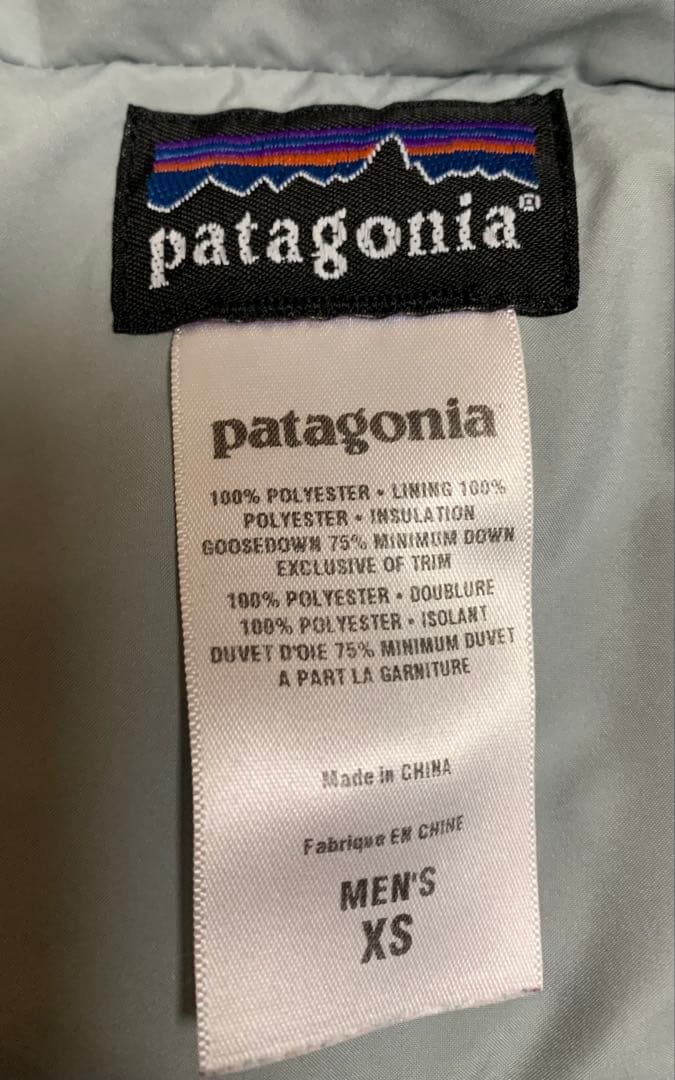 patagonia®
patagonia
100% POLYESTER • LINING 100%
POLYESTER • INSULATION
GOOSEDOWN 75% MINIMUM DOWN
EXCLUSIVE OF TRIM
100% POLYESTER • DOUBLURE
100% POLYESTER • ISOLANT
DUVET D'OIE 75% MINIMUM DUVET
A PART LA GARNITURE
Made in CHINA
Fabrique EN CHINE
MEN'S
XS